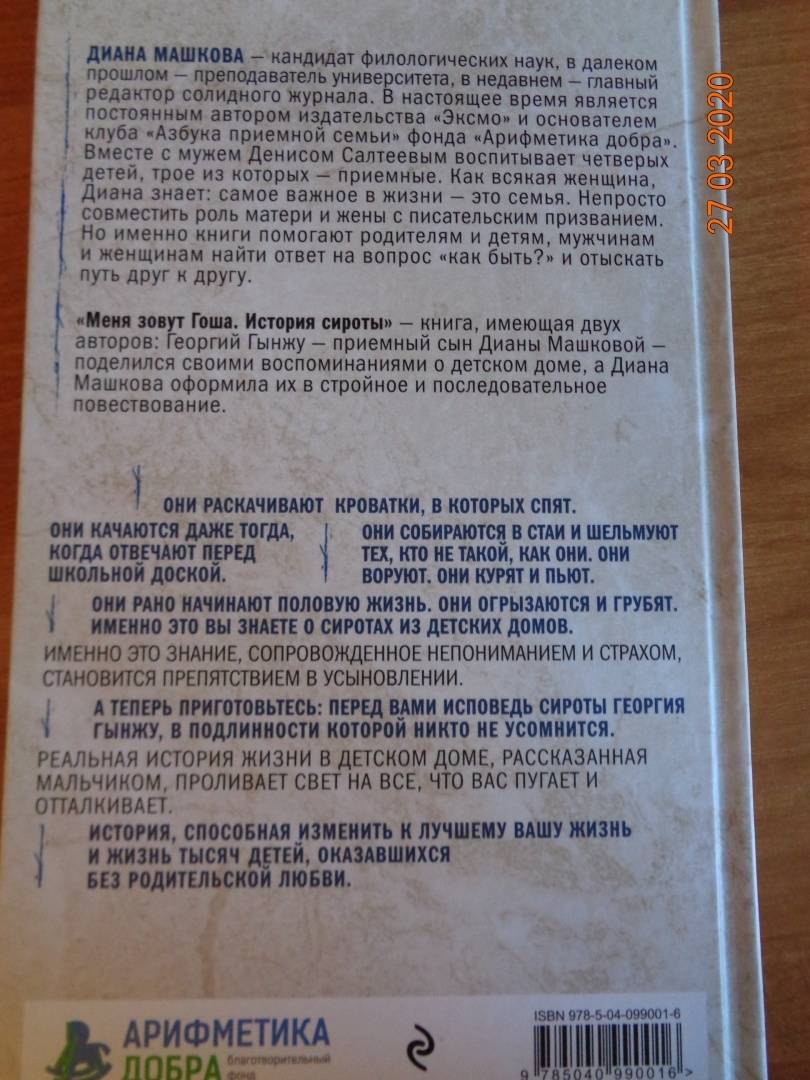 ДИАНА МАШКОВА – кандидат филологических наук, в далеком
прошлом – преподаватель университета, в недавнем – главный
редактор солидного журнала. В настоящее время является
постоянным автором издательства «Эксмо» и основателем
клуба «Азбука приемной семьи» фонда «Арифметика добра».
Вместе с мужем Денисом Салтеевым воспитывает четверых
детей, трое из которых – приемные. Как всякая женщина,
Диана знает: самое важное в жизни – это семья. Непросто
совместить роль матери и жены с писательским призванием.
Но именно книги помогают родителям и детям, мужчинам
и женщинам найти ответ на вопрос «как быть?» и отыскать
путь друг к другу.
«Меня зовут Гоша. История сироты» – книга, имеющая двух
авторов: Георгий Гынжу – приемный сын Дианы Машковой –
поделился своими воспоминаниями о детском доме, а Диана
Машкова оформила их в стройное и последовательное
повествование.
ОНИ РАСКАЧИВАЮТ КРОВАТКИ, В КОТОРЫХ СПЯТ.
ОНИ КАЧАЮТСЯ ДАЖЕ ТОГДА,
КОГДА ОТВЕЧАЮТ ПЕРЕД
ШКОЛЬНОЙ ДОСКОЙ.
ОНИ СОБИРАЮТСЯ В СТАИ И ШЕЛЬМУЮТ
ТЕХ, КТО НЕ ТАКОЙ, КАК ОНИ. ОНИ
ВОРУЮТ. ОНИ КУРЯТ И ПЬЮТ.
ОНИ РАНО НАЧИНАЮТ ПОЛОВУЮ ЖИЗНЬ. ОНИ ОГРЫЗАЮТСЯ И ГРУБЯТ.
ИМЕННО ЭТО ВЫ ЗНАЕТЕ О СИРОТАХ ИЗ ДЕТСКИХ ДОМОВ.
ИМЕННО ЭТО ЗНАНИЕ, СОПРОВОЖДЕННОЕ НЕПОНИМАНИЕМ И СТРАХОМ,
СТАНОВИТСЯ ПРЕПЯТСТВИЕМ В УСЫНОВЛЕНИИ.
А ТЕПЕРЬ ПРИГОТОВЬТЕСЬ: ПЕРЕД ВАМИ ИСПОВЕДЬ СИРОТЫ ГЕОРГИЯ
ГЫНЖУ, В ПОДЛИННОСТИ КОТОРОЙ НИКТО НЕ УСОМНИТСЯ.
РЕАЛЬНАЯ ИСТОРИЯ ЖИЗНИ В ДЕТСКОМ ДОМЕ, РАССКАЗАННАЯ
МАЛЬЧИКОМ, ПРОЛИВАЕТ СВЕТ НА ВСЕ, ЧТО ВАС ПУГАЕТ И
ОТТАЛКИВАЕТ.
ИСТОРИЯ, СПОСОБНАЯ ИЗМЕНИТЬ К ЛУЧШЕМУ ВАШУ ЖИЗНЬ
И ЖИЗНЬ ТЫСЯЧ ДЕТЕЙ, ОКАЗАВШИХСЯ
БЕЗ РОДИТЕЛЬСКОЙ ЛЮБВИ.
АРИФМЕТИКА
ДОБРА
благотворительный
фонд
ISBN 978-5-04-099001-6
9 785040 990016 >
27 03 2020